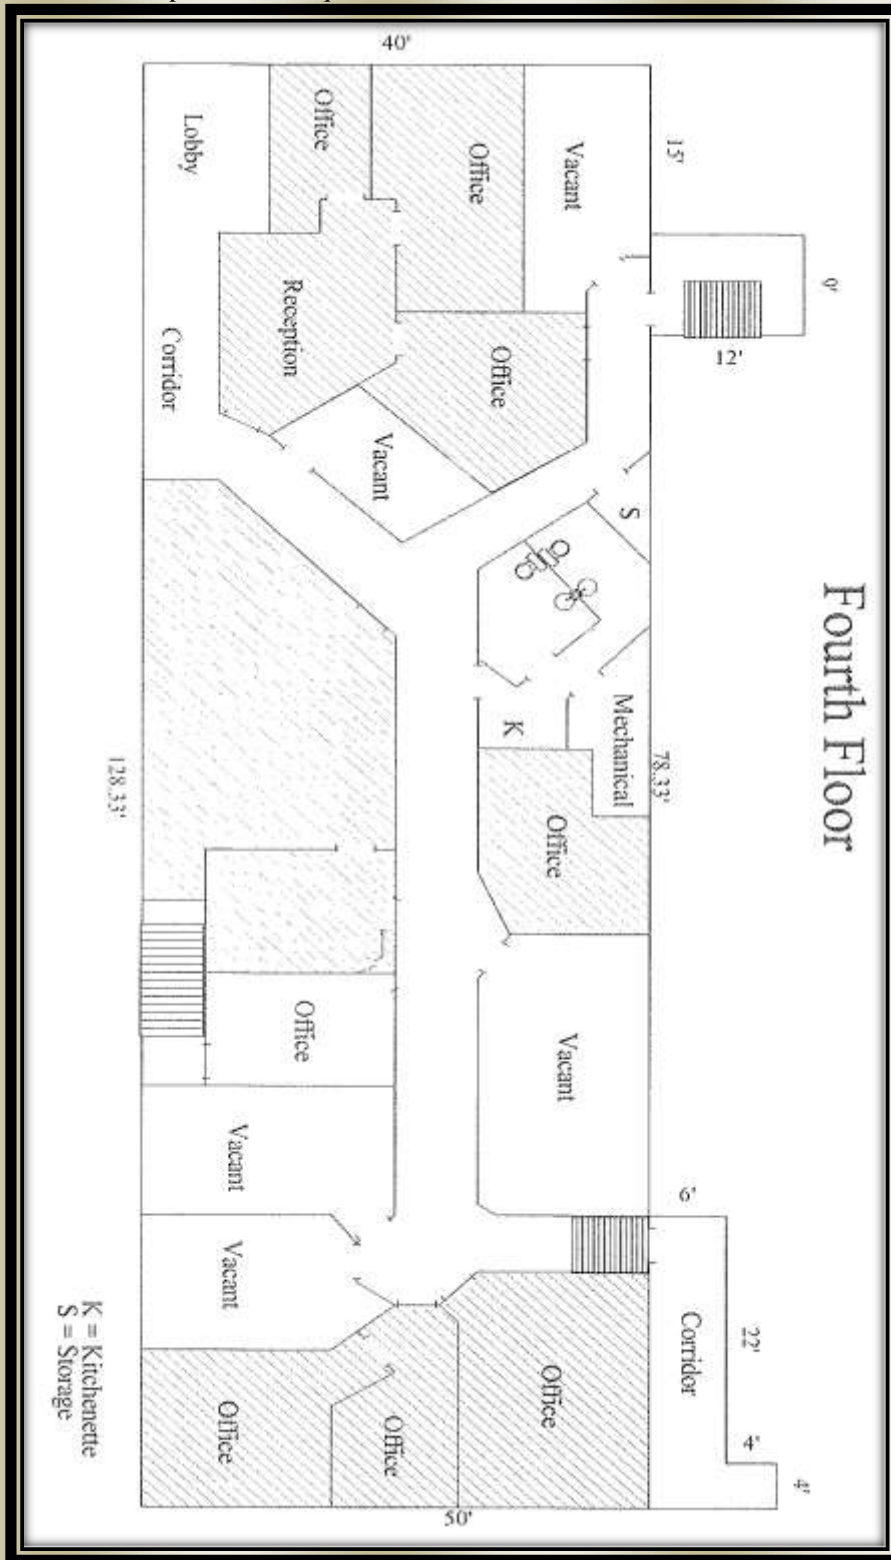 Fourth Floor
40'
15'
9'
12'
Lobby
Office
Office
Vacant
Reception
Office
Corridor
Vacant
S
K
Mechanical
78.33'
128.33'
Office
Office
Vacant
Vacant
Vacant
6'
Corridor
22'
4'
4'
Office
Office
Office
50'
K = Kitchenette
S = Storage